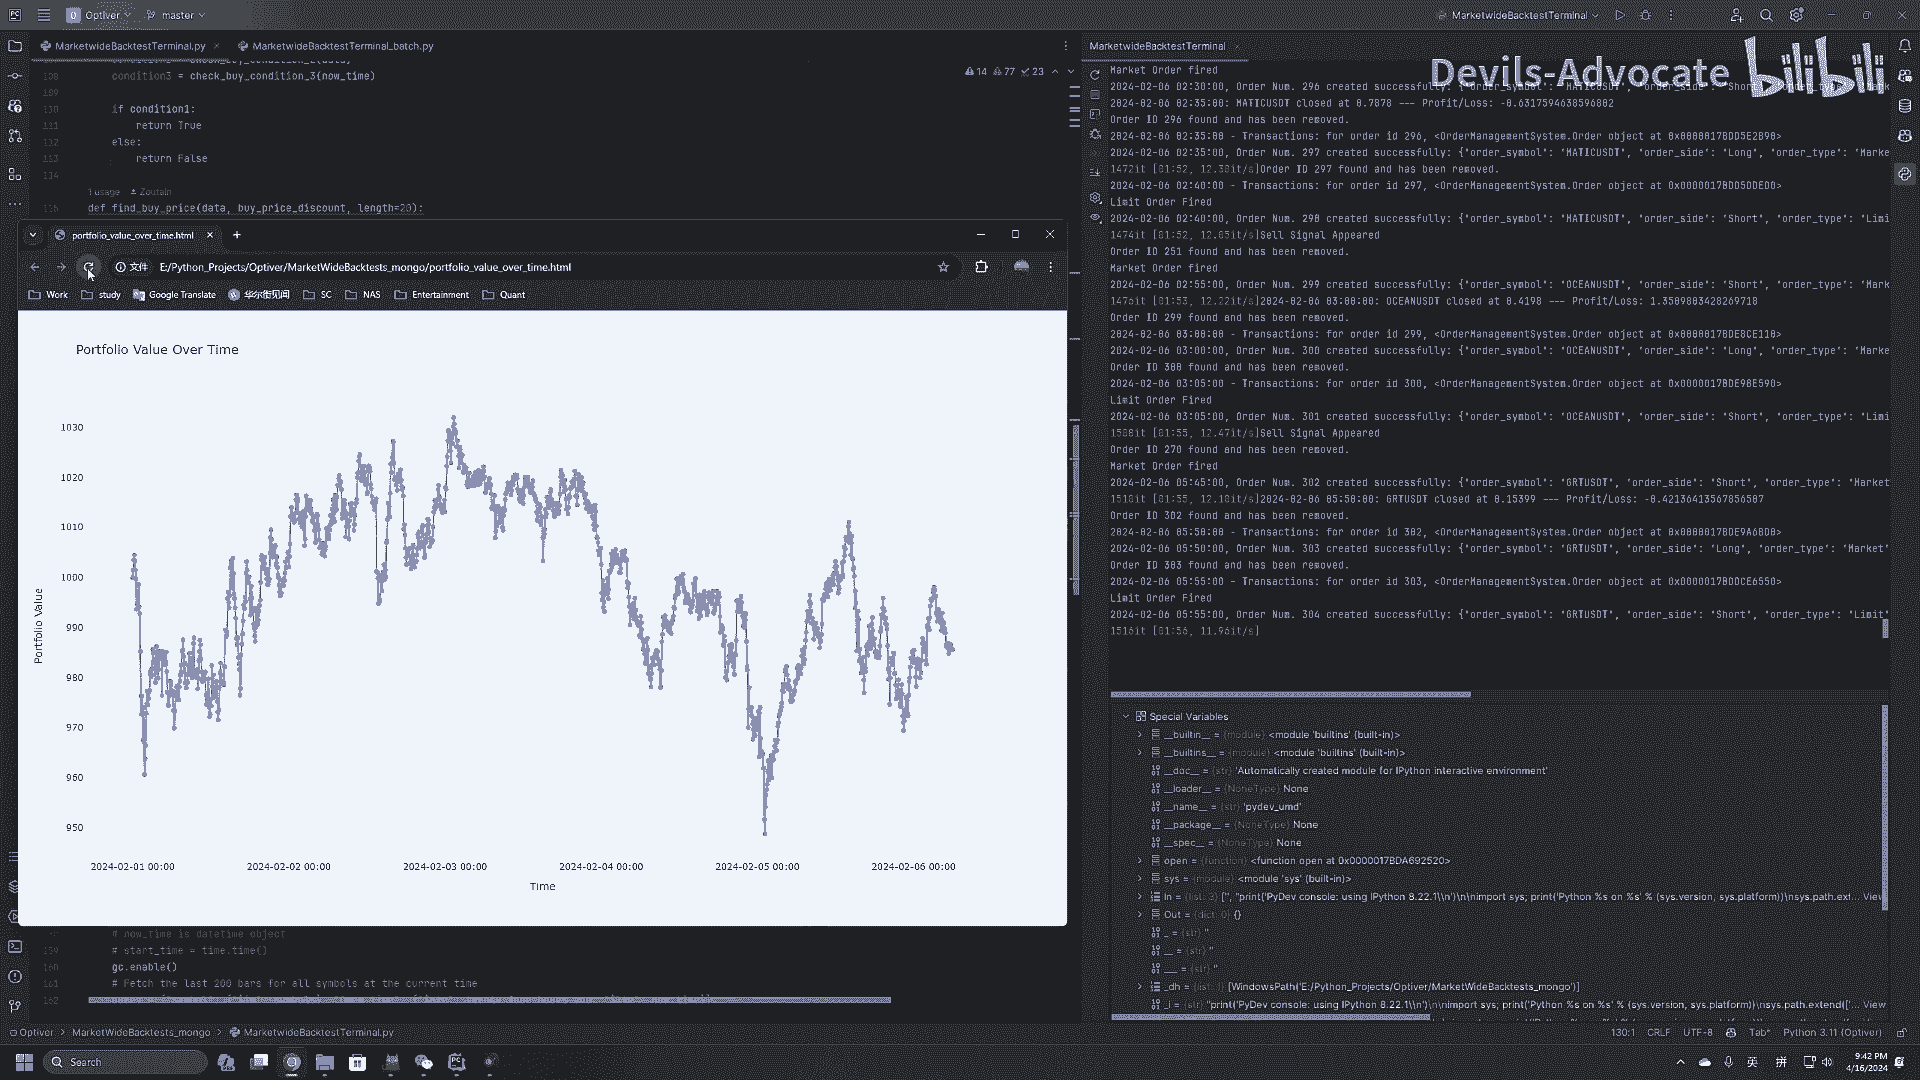 Optiver
master
MarketwideBacktestTerminal
MarketwideBacktestTerminal.py
MarketwideBacktestTerminal_batch.py
14 77 23
condition3 = check_buy_condition_3(now_time)
if condition1:
return True
else:
return False
114
1 usage Zoutain
def find_buy_price(data, buy_price_discount, length=20):
portfolio_value_over_time.html
文件 E:/Python_Projects/Optiver/MarketWideBacktests_mongo/portfolio_value_over_time.html
Work study Google Translate 华尔街见闻 SC NAS Entertainment Quant
Portfolio Value Over Time
1030
1020
1010
1000
990
980
970
960
950
Portfolio Value
2024-02-01 00:00 2024-02-02 00:00 2024-02-03 00:00 2024-02-04 00:00 2024-02-05 00:00 2024-02-06 00:00
Time
# now_time is datetime object
159 # start_time = time.time()
160 gc.enable()
161 # Fetch the last 200 bars for all symbols at the current time
162
MarketwideBacktestTerminal
Devils-Advocate bilibili
Market Order fired
2024-02-06 02:30:00, Order Num. 296 created successfully:
2024-02-06 02:35:00: MATICUSDT closed at 0.7878 --- Profit/Loss:
Order ID 296 found and has been removed.
2024-02-06 02:35:00 - Transactions: for order id 296, <OrderManagementSystem.Order object at
2024-02-06 02:35:00, Order Num. 297 created successfully: {'order_symbol': 'MATICUSDT', 'order_side': 'Long', 'order_type': 'Marke
1472it [01:52, 12.30it/s]Order ID 297 found and has been removed.
2024-02-06 02:40:00 - Transactions: for order id 297, <OrderManagementSystem.Order object at
Limit Order Fired
2024-02-06 02:40:00, Order Num. 298 created successfully: {'order_symbol': 'MATICUSDT', 'order_side': 'Short', 'order_type': 'Limi
1474it [01:52, 12.05it/s]Sell Signal Appeared
Order ID 251 found and has been removed.
Market Order fired
2024-02-06 02:55:00, Order Num. 299 created successfully: {'order_symbol': 'OCEANUSDT', 'order_side': 'Short', 'order_type': 'Mark
1476it [01:53, 12.22it/s]2024-02-06 03:00:00: OCEANUSDT closed at 0.4198 --- Profit/Loss:
Order ID 299 found and has been removed.
2024-02-06 03:00:00 - Transactions: for order id 299, <OrderManagementSystem.Order object at
2024-02-06 03:00:00, Order Num. 300 created successfully: {'order_symbol': 'OCEANUSDT', 'order_side': 'Long', 'order_type': 'Marke
Order ID 300 found and has been removed.
2024-02-06 03:05:00 - Transactions: for order id 300, <OrderManagementSystem.Order object at
Limit Order Fired
2024-02-06 03:05:00, Order Num. 301 created successfully: {'order_symbol': 'OCEANUSDT', 'order_side': 'Short', 'order_type': 'Limi
1508it [01:55, 12.47it/s]Sell Signal Appeared
Order ID 270 found and has been removed.
Market Order fired
2024-02-06 05:45:00, Order Num. 302 created successfully: {'order_symbol': 'GRTUSDT', 'order_side': 'Short', 'order_type': 'Market
1510it [01:55, 12.10it/s]2024-02-06 05:50:00: GRTUSDT closed at 0.15399 --- Profit/Loss:
Order ID 302 found and has been removed.
2024-02-06 05:50:00 - Transactions: for order id 302, <OrderManagementSystem.Order object at
2024-02-06 05:50:00, Order Num. 303 created successfully: {'order_symbol': 'GRTUSDT', 'order_side': 'Long', 'order_type': 'Market'
Order ID 303 found and has been removed.
2024-02-06 05:55:00 - Transactions: for order id 303, <OrderManagementSystem.Order object at
Limit Order Fired
2024-02-06 05:55:00, Order Num. 304 created successfully: {'order_symbol': 'GRTUSDT', 'order_side': 'Short', 'order_type': 'Limit'
1516it [01:56, 11.96it/s]
Special Variables
__builtin__ = {module} <module 'builtins' (built-in)>
__builtins__ = {module} <module 'builtins' (built-in)>
__doc__ = {str} 'Automatically created module for IPython interactive environment'
__loader__ = {NoneType} None
__name__ = {str} 'pydev_umd'
__package__ = {NoneType} None
__spec__ = {NoneType} None
open = {function} <function open at 0x0000017BDA692520>
sys = {module} <module 'sys' (built-in)>
In = {list: 3} ['', "print('PyDev console: using IPython 8.22.1\\n')\n\nimport sys; print('Python %s on %s' % (sys.version, sys.platform))\nsys.path.ext... View
Out = {dict: 0} {}
_ = {str} ''
__ = {str} ''
___ = {str} ''
_dh = {list: 1} [WindowsPath('E:/Python_Projects/Optiver/MarketWideBacktests_mongo')]
_i = {str} "print('PyDev console: using IPython 8.22.1\\n')\n\nimport sys; print('Python %s on %s' % (sys.version, sys.platform))\nsys.path.extend(['... View
Optiver > MarketWideBacktests_mongo > MarketwideBacktestTerminal.py
130:1 CRLF UTF-8 Tab* Python 3.11 (Optiver)
Search
英 拼
9:42 PM
4/16/2024